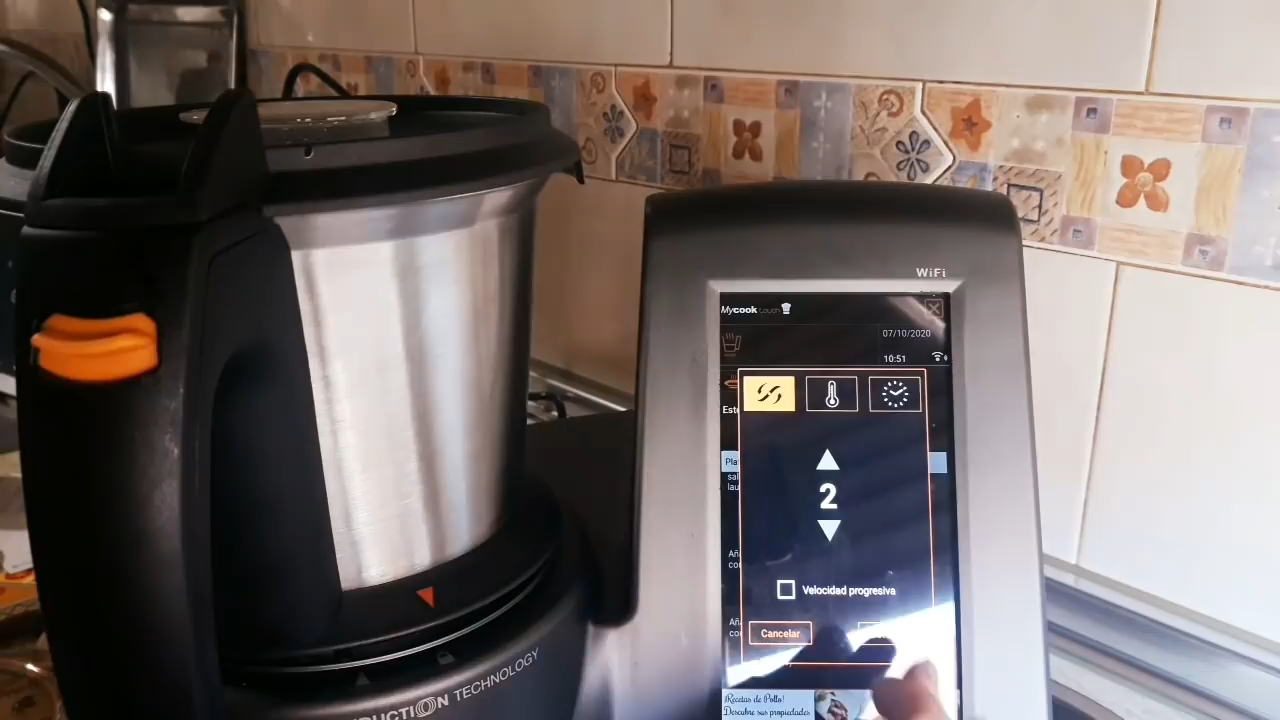 WiFi
Mycook touch
07/10/2020
10:51
2
Velocidad progresiva
Cancelar
¡Recetas de Pollo!
Descubre sus propiedades
INDUCTION TECHNOLOGY